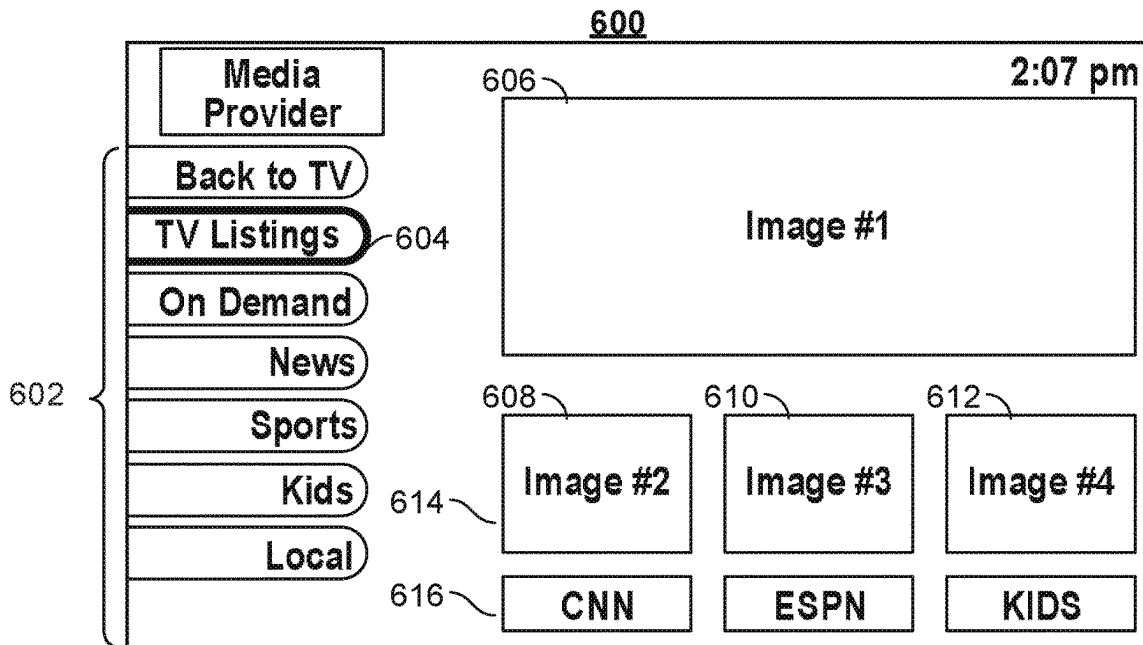 600
Media
Provider
2:07 pm
606
Back to TV
TV Listings
604
Image #1
On Demand
News
602
608
610
612
Sports
Kids
Image #2
Image #3
Image #4
614
Local
616
CNN
ESPN
KIDS